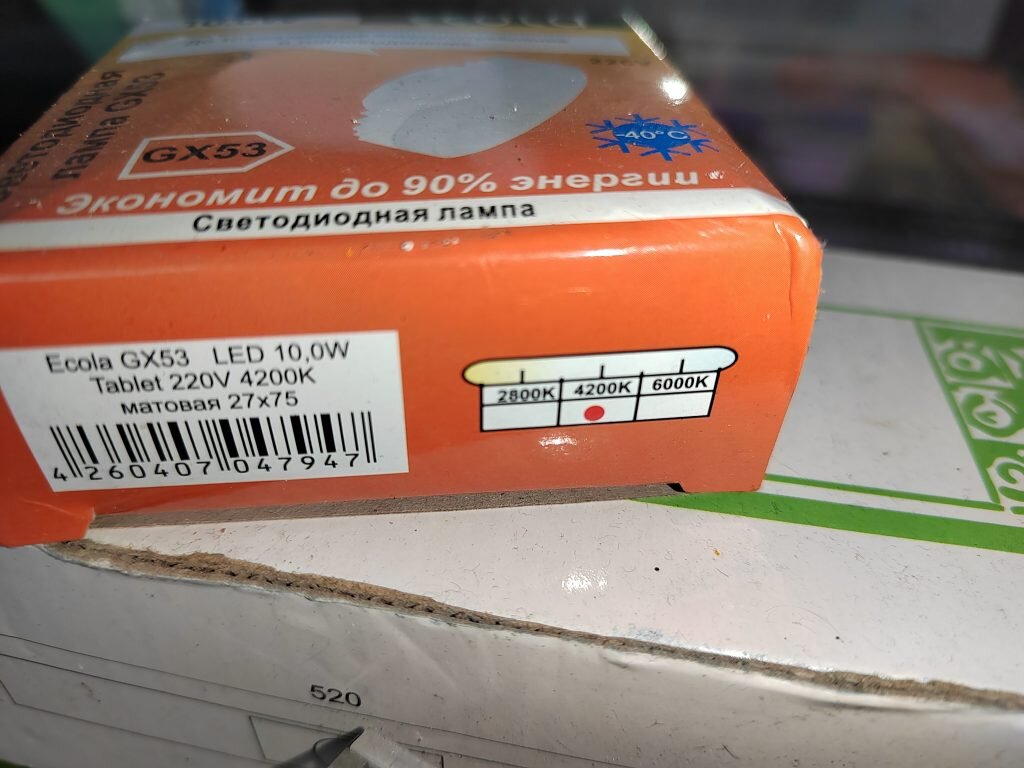 220V
Светодиодная
лампа GX53
GX53
-40°C
Экономит до 90% энергии
Светодиодная лампа
Ecola GX53 LED 10,0W
Tablet 220V 4200K
матовая 27x75
4 260407 047947
2800K 4200K 6000K
520